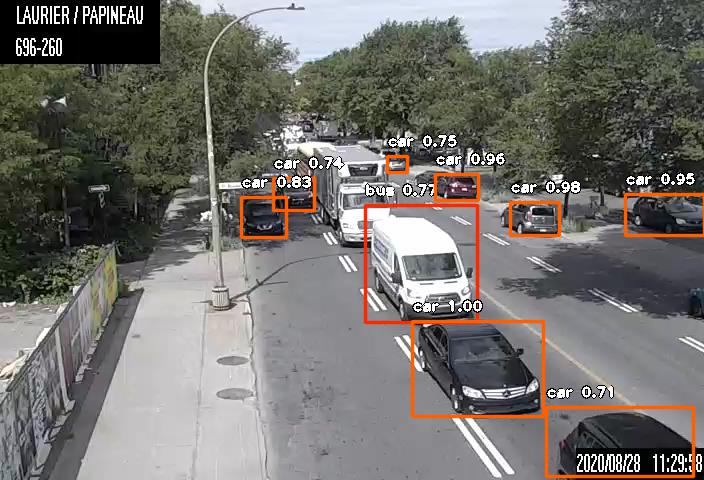 LAURIER / PAPINEAU
696-260
car 0.75
car 0.74
car 0.96
car 0.83
bus 0.77
car 0.98
car 0.95
car 1.00
car 0.71
2020/08/28 11:29:58